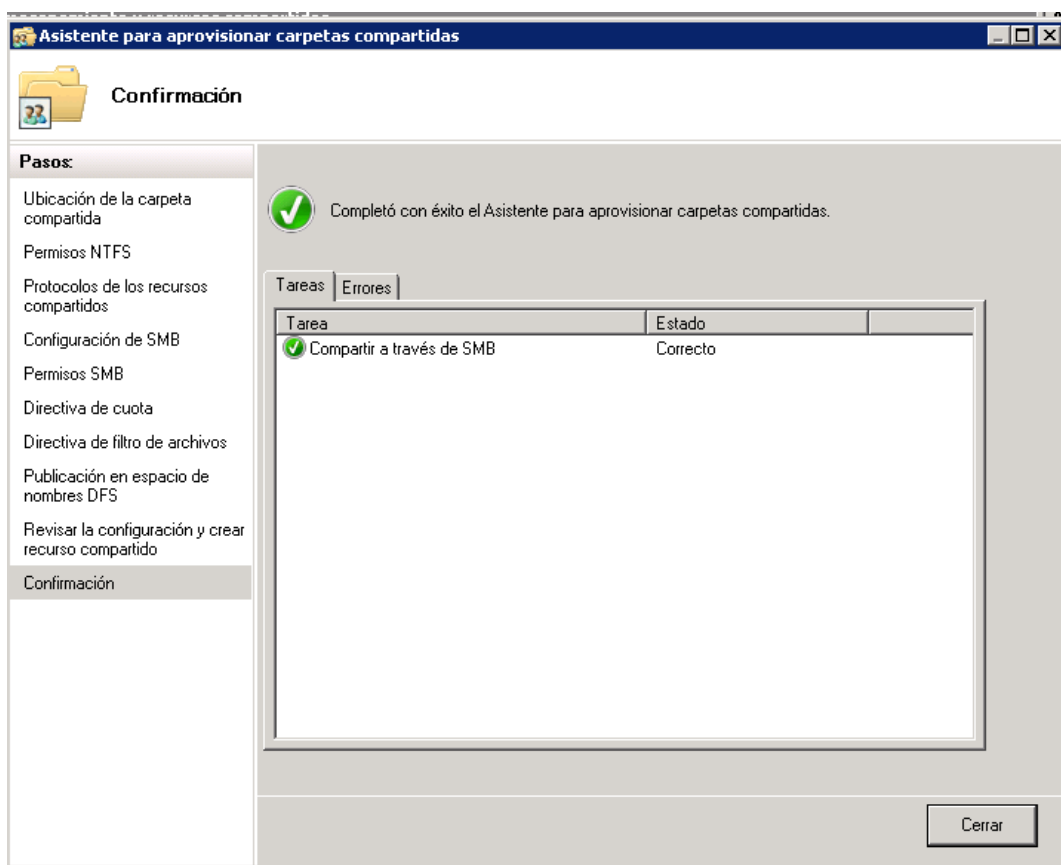 Asistente para aprovisionar carpetas compartidas
Confirmación
Pasos:
Ubicación de la carpeta
compartida
Permisos NTFS
Protocolos de los recursos
compartidos
Configuración de SMB
Permisos SMB
Directiva de cuota
Directiva de filtro de archivos
Publicación en espacio de
nombres DFS
Revisar la configuración y crear
recurso compartido
Confirmación
Completó con éxito el Asistente para aprovisionar carpetas compartidas.
Tareas Errores
Tarea Estado
Compartir a través de SMB Correcto
Cerrar